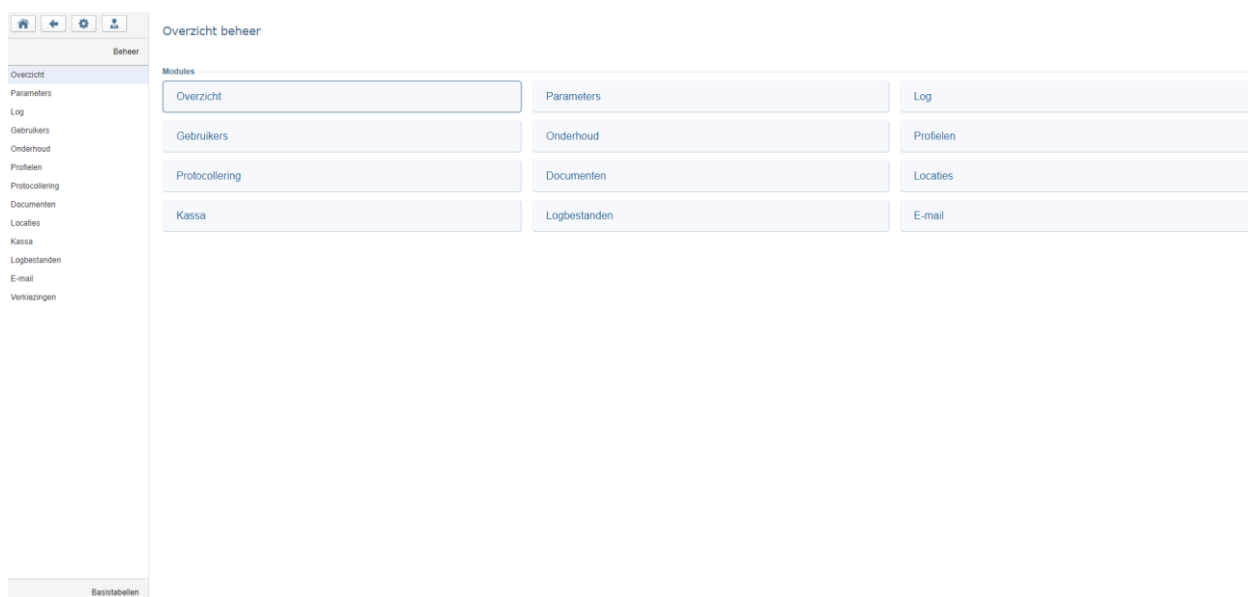 Overzicht beheer
Beheer
Overzicht
Parameters
Log
Gebruikers
Onderhoud
Profielen
Protocollering
Documenten
Locaties
Kassa
Logbestanden
E-mail
Verkiezingen
Basistabellen
Modules
Overzicht Parameters Log
Gebruikers Onderhoud Profielen
Protocollering Documenten Locaties
Kassa Logbestanden E-mail